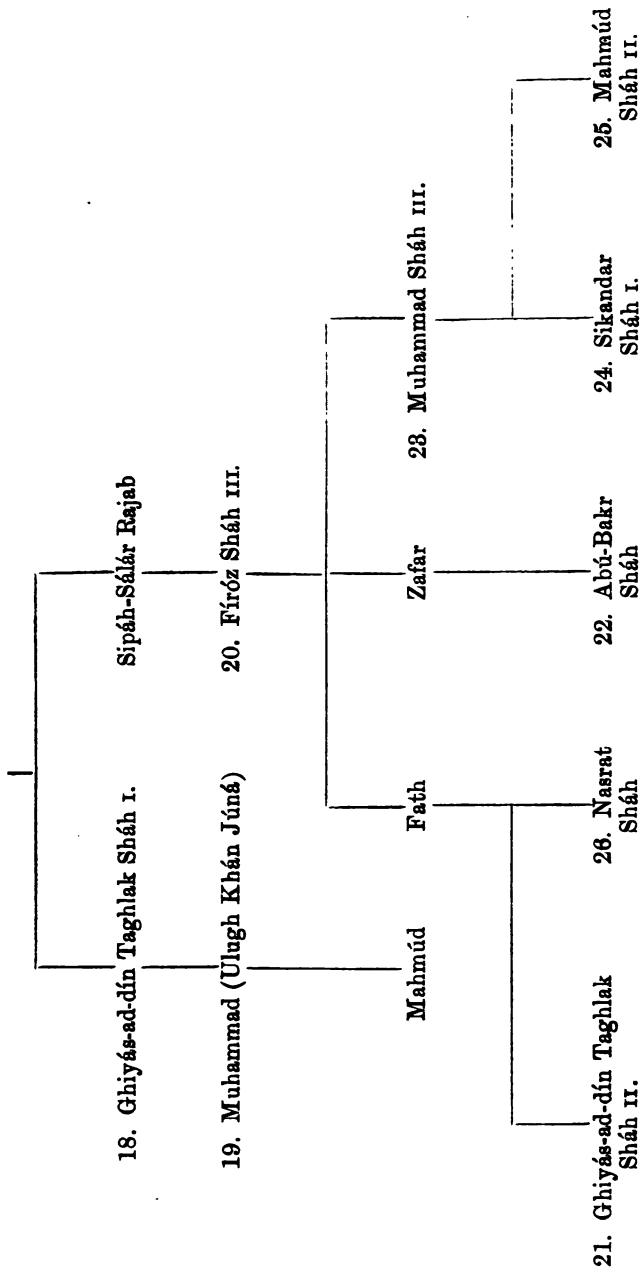 18. Ghiyás-ad-dín Taghlak Sháh I.
Sipáh-Sálár Rajab
19. Muhammad (Ulugh Khán Júná)
20. Fíróz Sháh III.
Mahmúd
Fath
Zafar
23. Muhammad Sháh III.
21. Ghiyás-ad-dín Taghlak
Sháh II.
26. Nasrat
Sháh
22. Abú-Bakr
Sháh
24. Sikandar
Sháh I.
25. Mahmúd
Sháh II.